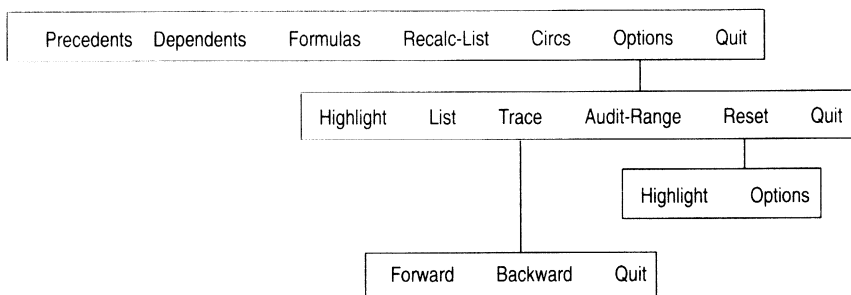 Precedents Dependents Formulas Recalc-List Circs Options Quit
Highlight List Trace Audit-Range Reset Quit
Highlight Options
Forward Backward Quit